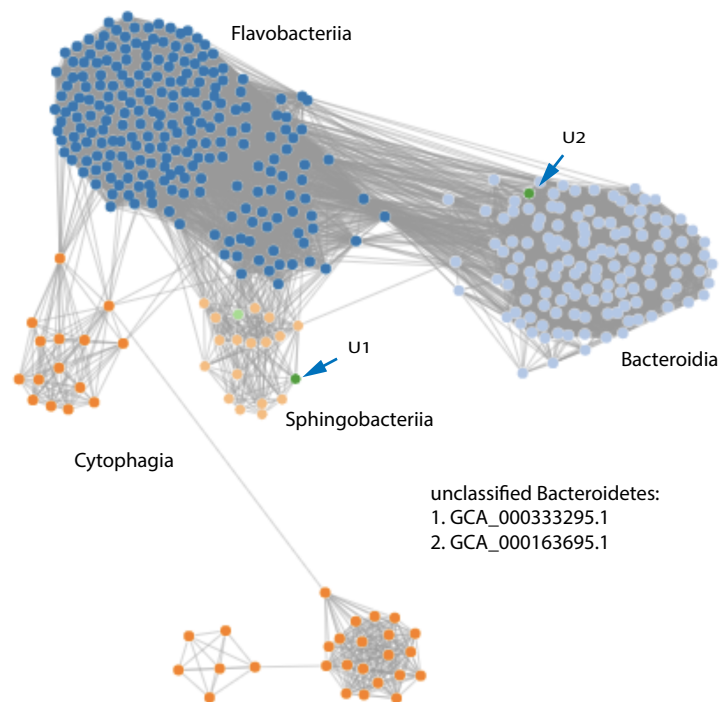 Flavobacteriia
U2
U1
Bacteroidia
Sphingobacteriia
Cytophagia
unclassified Bacteroidetes:
1. GCA_000333295.1
2. GCA_000163695.1